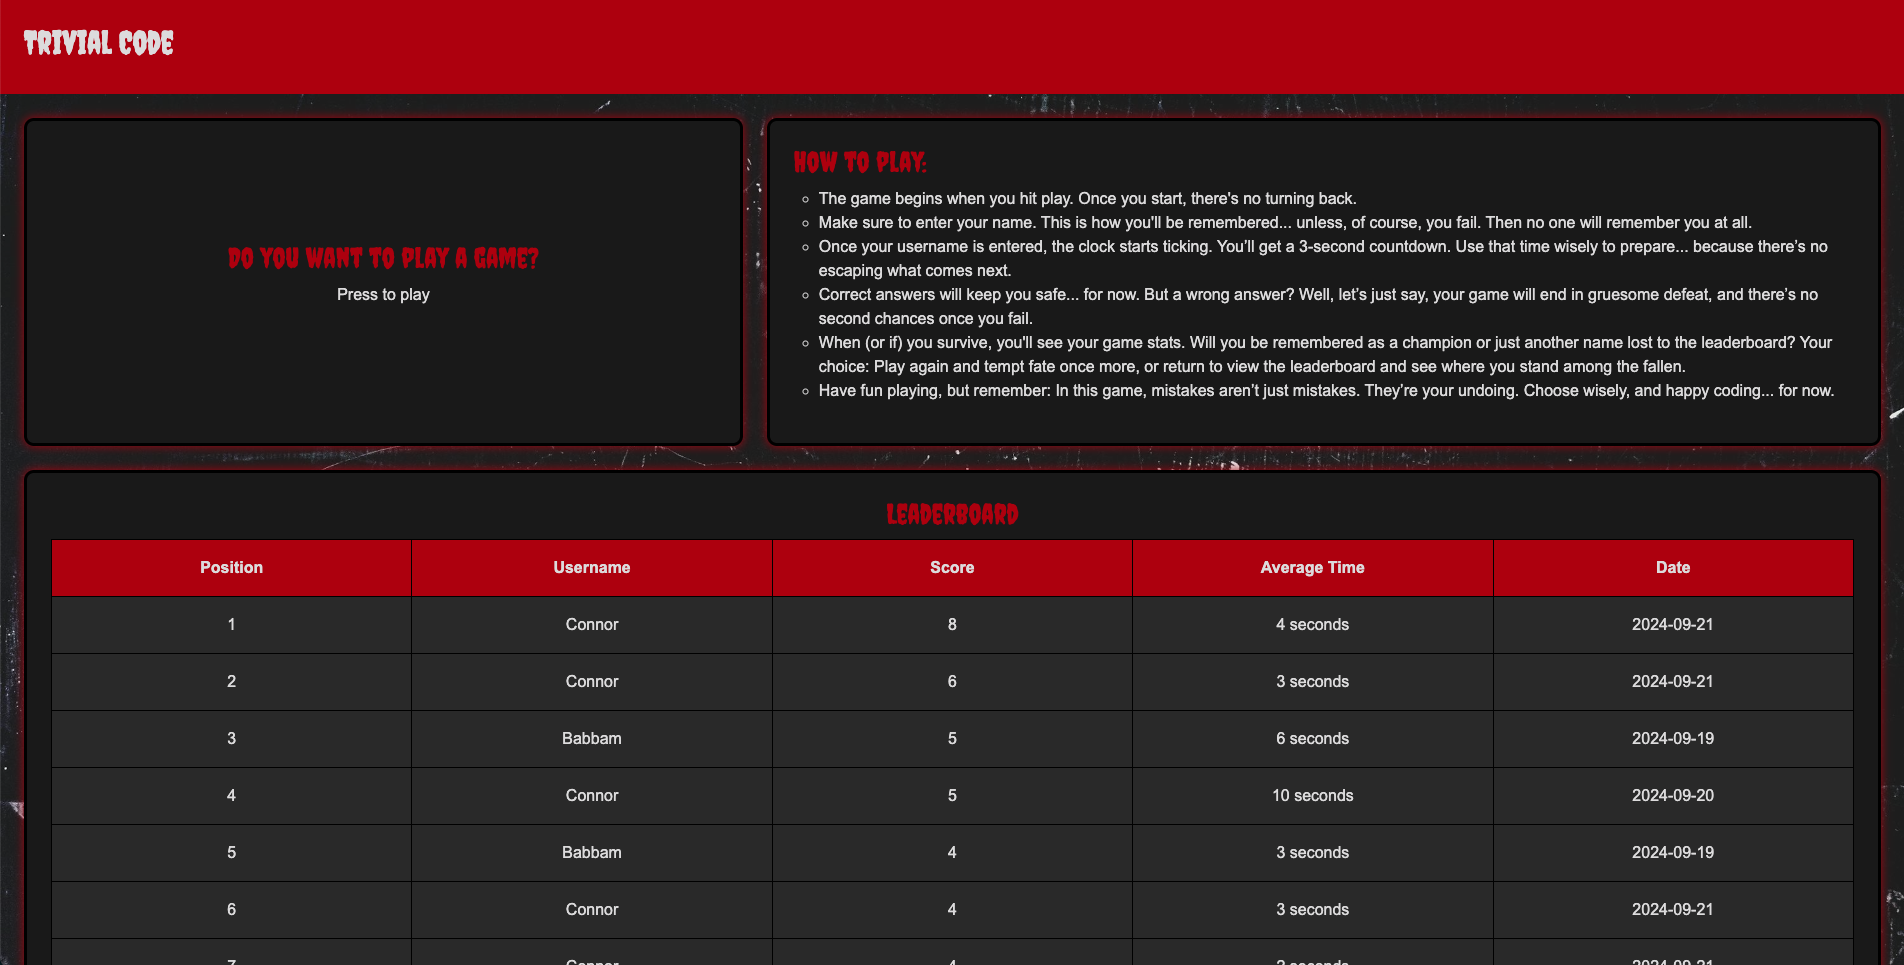 TRIVIAL CODE
DO YOU WANT TO PLAY A GAME?
Press to play
HOW TO PLAY:
The game begins when you hit play. Once you start, there's no turning back.
Make sure to enter your name. This is how you'll be remembered... unless, of course, you fail. Then no one will remember you at all.
Once your username is entered, the clock starts ticking. You’ll get a 3-second countdown. Use that time wisely to prepare... because there’s no
escaping what comes next.
Correct answers will keep you safe... for now. But a wrong answer? Well, let’s just say, your game will end in gruesome defeat, and there’s no
second chances once you fail.
When (or if) you survive, you'll see your game stats. Will you be remembered as a champion or just another name lost to the leaderboard? Your
choice: Play again and tempt fate once more, or return to view the leaderboard and see where you stand among the fallen.
Have fun playing, but remember: In this game, mistakes aren’t just mistakes. They’re your undoing. Choose wisely, and happy coding... for now.
LEADERBOARD
Position Username Score Average Time Date
1 Connor 8 4 seconds 2024-09-21
2 Connor 6 3 seconds 2024-09-21
3 Babbam 5 6 seconds 2024-09-19
4 Connor 5 10 seconds 2024-09-20
5 Babbam 4 3 seconds 2024-09-19
6 Connor 4 3 seconds 2024-09-21